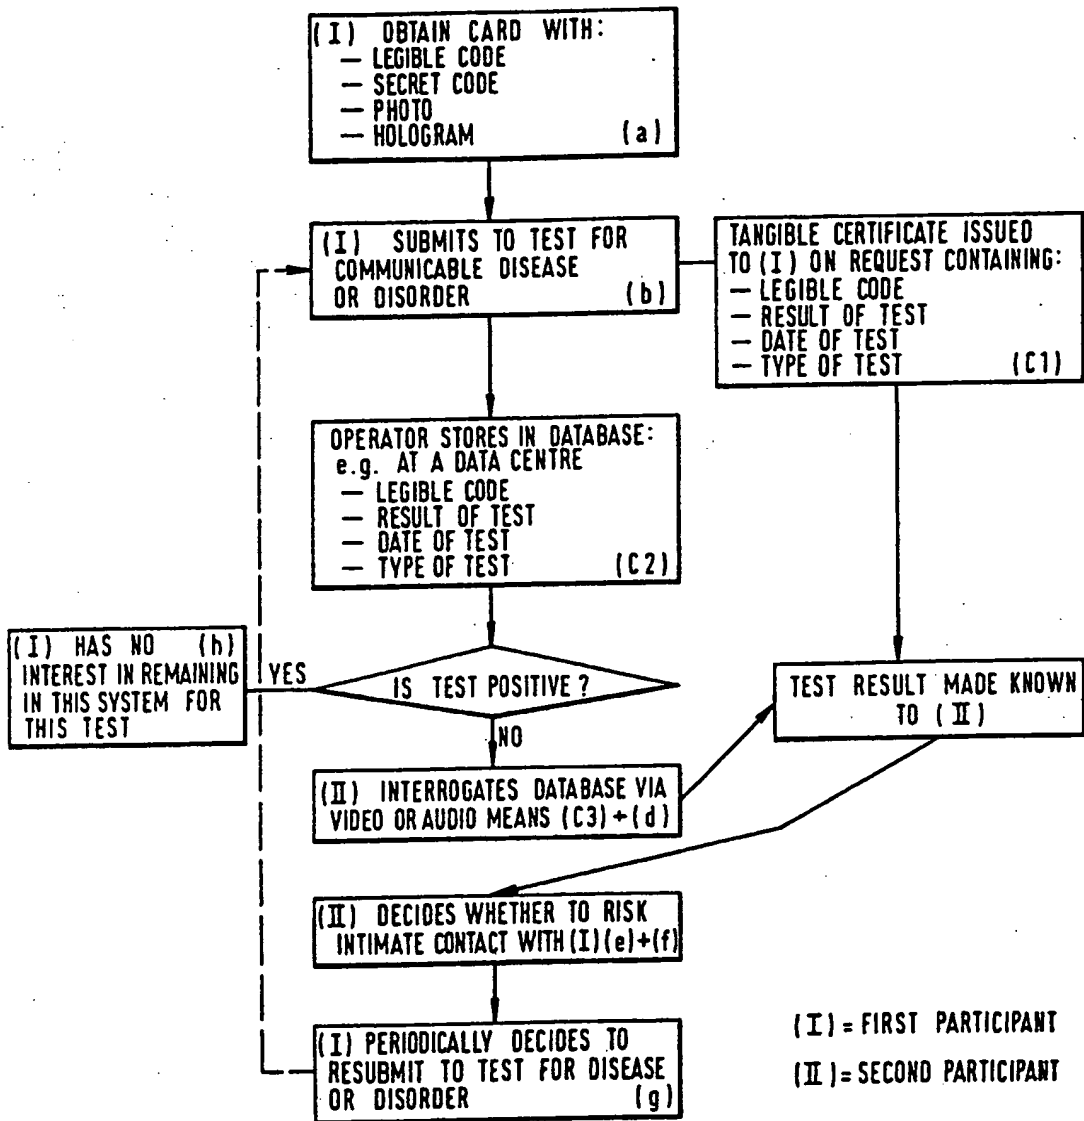 (I) OBTAIN CARD WITH:
— LEGIBLE CODE
— SECRET CODE
— PHOTO
— HOLOGRAM (a)
(I) SUBMITS TO TEST FOR
COMMUNICABLE DISEASE
OR DISORDER (b)
TANGIBLE CERTIFICATE ISSUED
TO (I) ON REQUEST CONTAINING:
— LEGIBLE CODE
— RESULT OF TEST
— DATE OF TEST
— TYPE OF TEST (C1)
OPERATOR STORES IN DATABASE:
e.g. AT A DATA CENTRE
— LEGIBLE CODE
— RESULT OF TEST
— DATE OF TEST
— TYPE OF TEST (C2)
(I) HAS NO (h)
INTEREST IN REMAINING
IN THIS SYSTEM FOR
THIS TEST
YES
IS TEST POSITIVE?
NO
TEST RESULT MADE KNOWN
TO (II)
(II) INTERROGATES DATABASE VIA
VIDEO OR AUDIO MEANS (C3)+(d)
(II) DECIDES WHETHER TO RISK
INTIMATE CONTACT WITH (I)(e)+(f)
(I) PERIODICALLY DECIDES TO
RESUBMIT TO TEST FOR DISEASE
OR DISORDER (g)
(I) = FIRST PARTICIPANT
(II) = SECOND PARTICIPANT